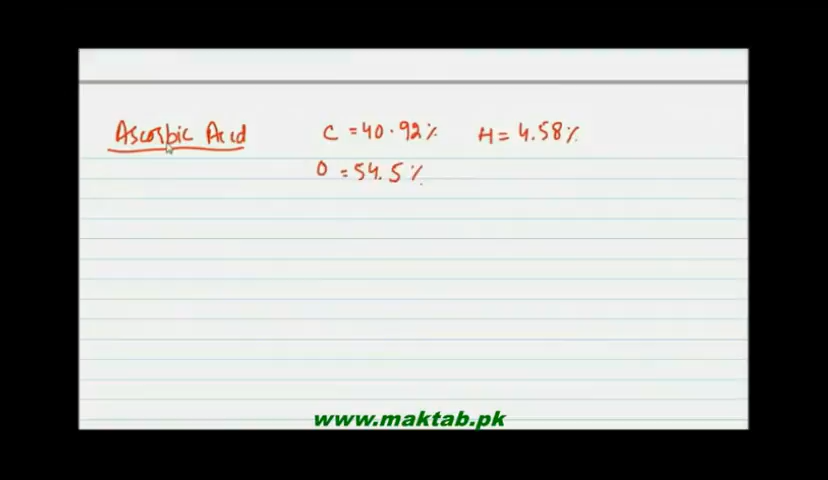 Ascorbic Acid C = 40.92% H = 4.58%
O = 54.5%
www.maktab.pk